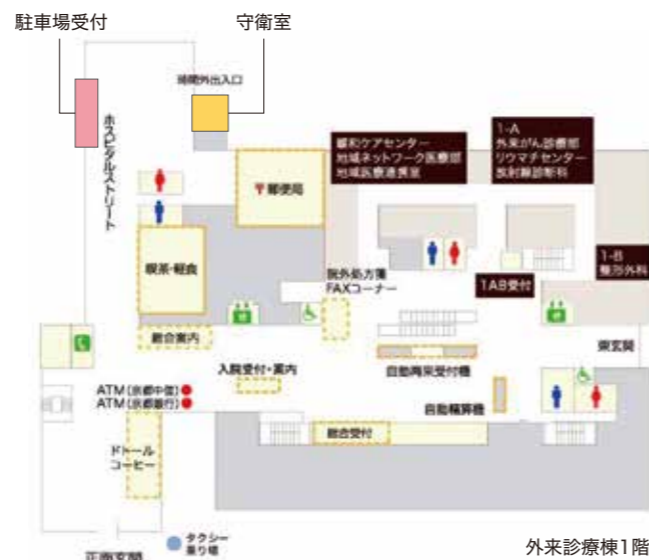 駐車場受付
守衛室
時間外出入口
ホスピタルストリート
緩和ケアセンター
地域ネットワーク医療部
地域医療連携室
1-A
外来がん診療部
リウマチセンター
放射線診断科
〒郵便局
喫茶・軽食
院外処方箋
FAXコーナー
1-B
整形外科
1AB受付
総合案内
東玄関
入院受付・案内
自動再来受付機
ATM(京都中信)
ATM(京都銀行)
自動精算機
総合受付
ドトール
コーヒー
タクシー
乗り場
正面玄関
外来診療棟1階